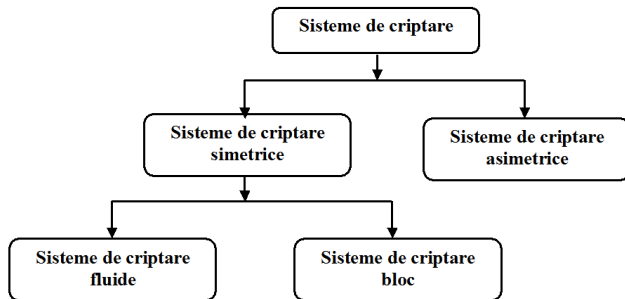 Sisteme de criptare
Sisteme de criptare
simetrice
Sisteme de criptare
asimetrice
Sisteme de criptare
fluide
Sisteme de criptare
bloc